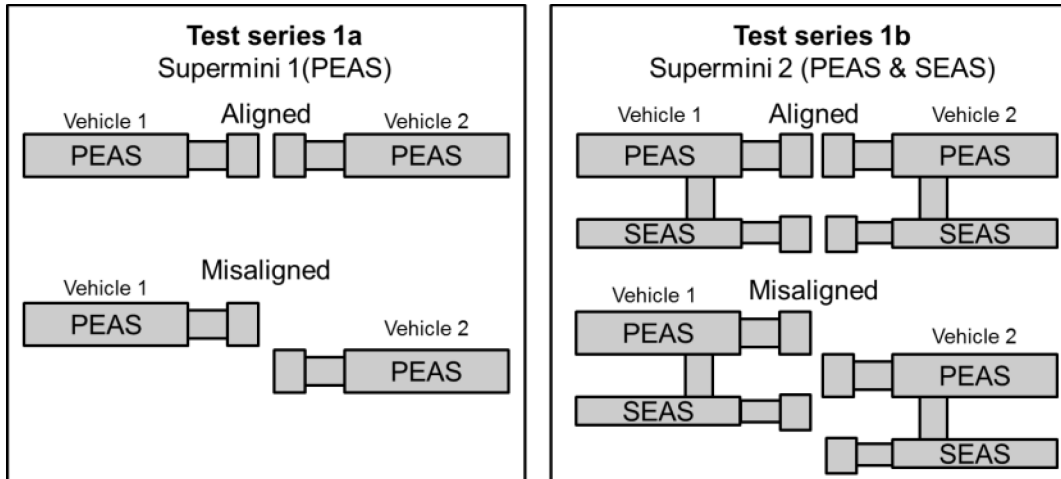 Test series 1a
Supermini 1(PEAS)
Aligned
Vehicle 1
Vehicle 2
PEAS
PEAS
Misaligned
Vehicle 1
PEAS
Vehicle 2
PEAS
Test series 1b
Supermini 2 (PEAS & SEAS)
Vehicle 1
Aligned
Vehicle 2
PEAS
PEAS
SEAS
SEAS
Vehicle 1
Misaligned
PEAS
Vehicle 2
PEAS
SEAS
SEAS